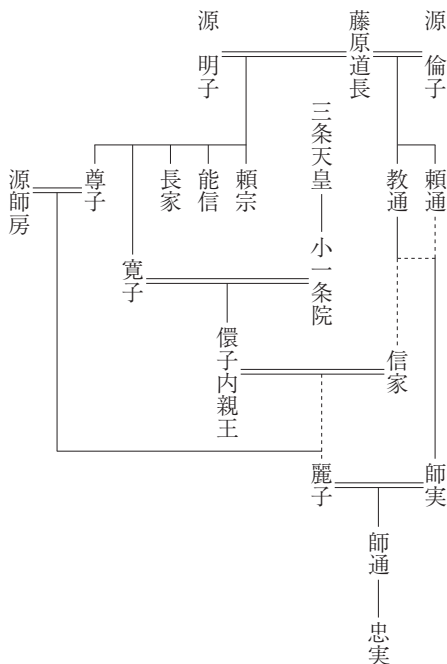 源 倫子
藤原道長
源 明子
頼通
教通
三条天皇
頼宗
能信
長家
寛子
尊子
源師房
小一条院
信家
儇子内親王
師実
麗子
師通
忠実